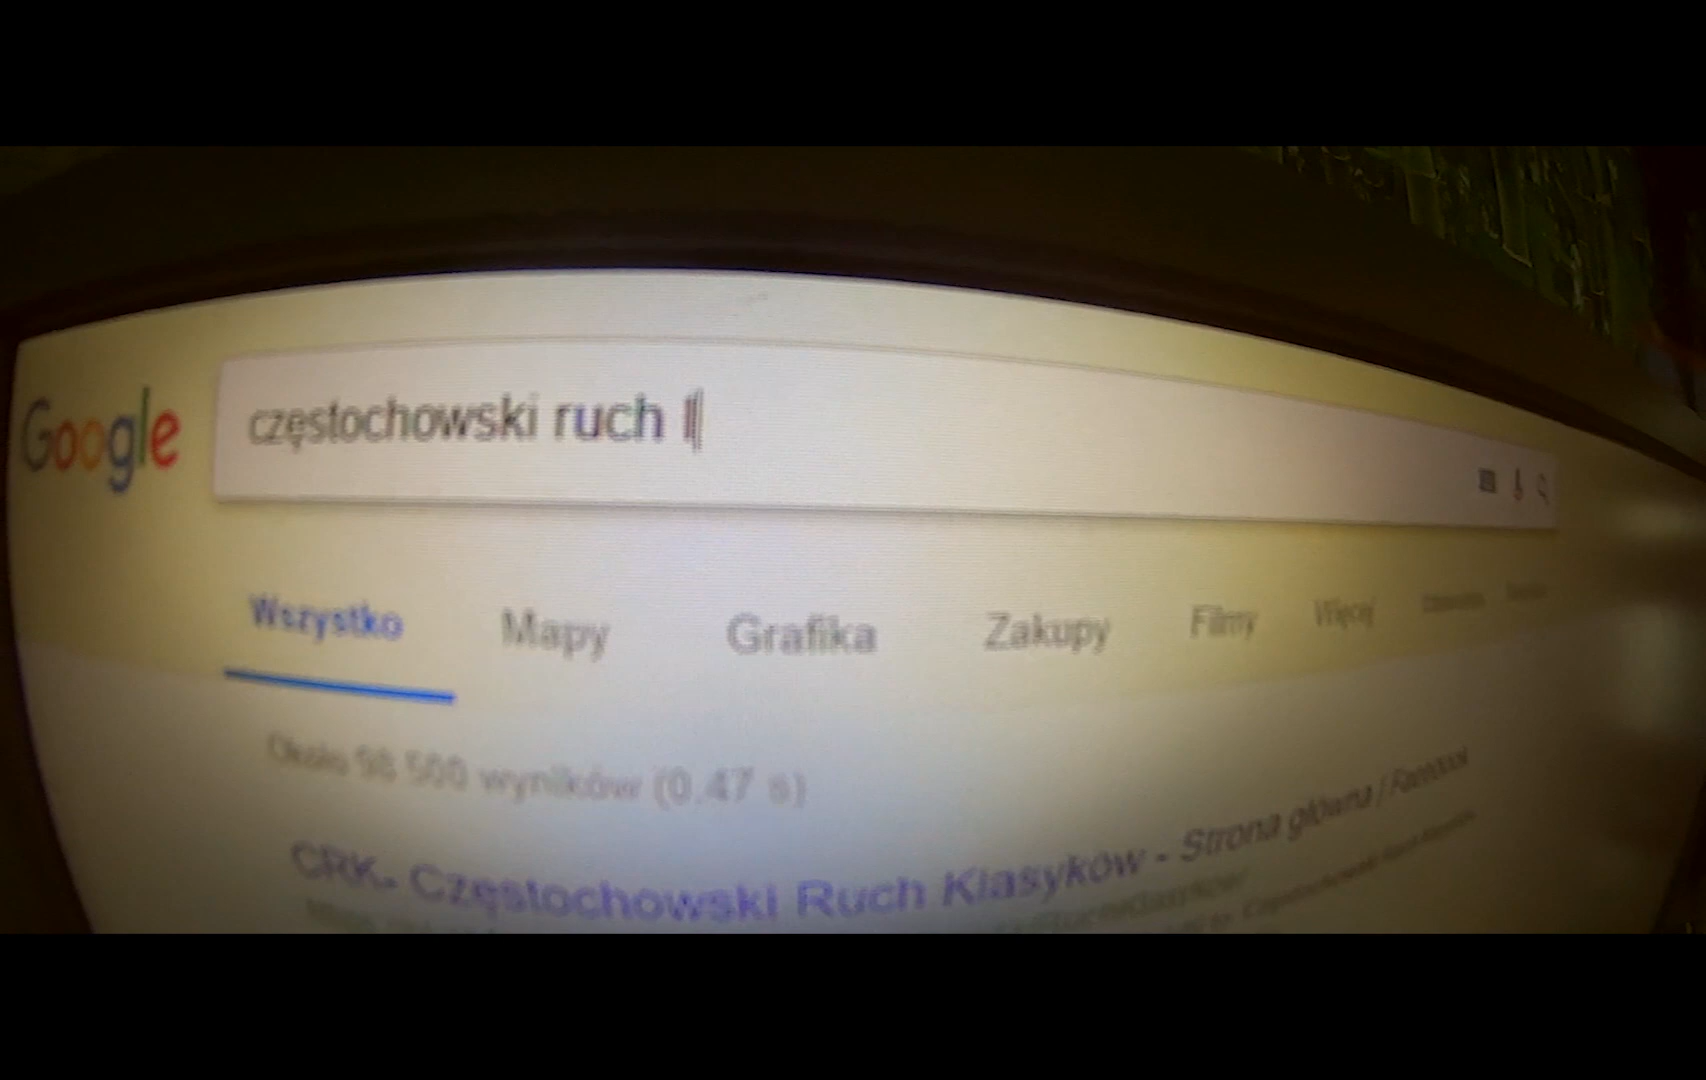 Google częstochowski ruch
Wszystko Mapy Grafika Zakupy Filmy Więcej
Około 98 500 wyników (0.47 s)
CRK. Częstochowski Ruch Klasyków - Strona główna | Facebook